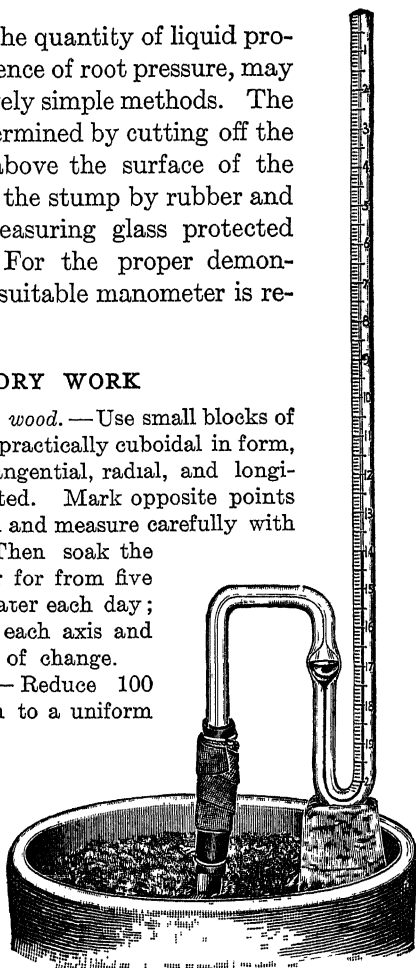 he quantity of liquid pro-
ence of root pressure, may
ely simple methods. The
ermined by cutting off the
above the surface of the
the stump by rubber and
easuring glass protected
For the proper demon-
suitable manometer is re-
ORY WORK
wood.—Use small blocks of
practically cuboidal in form,
angential, radial, and longi-
ted. Mark opposite points
and measure carefully with
Then soak the
r for from five
ater each day;
each axis and
of change.
— Reduce 100
n to a uniform
1
2
3
4
5
6
7
8
9
10
11
12
13
14
15
16
17
18
19
2